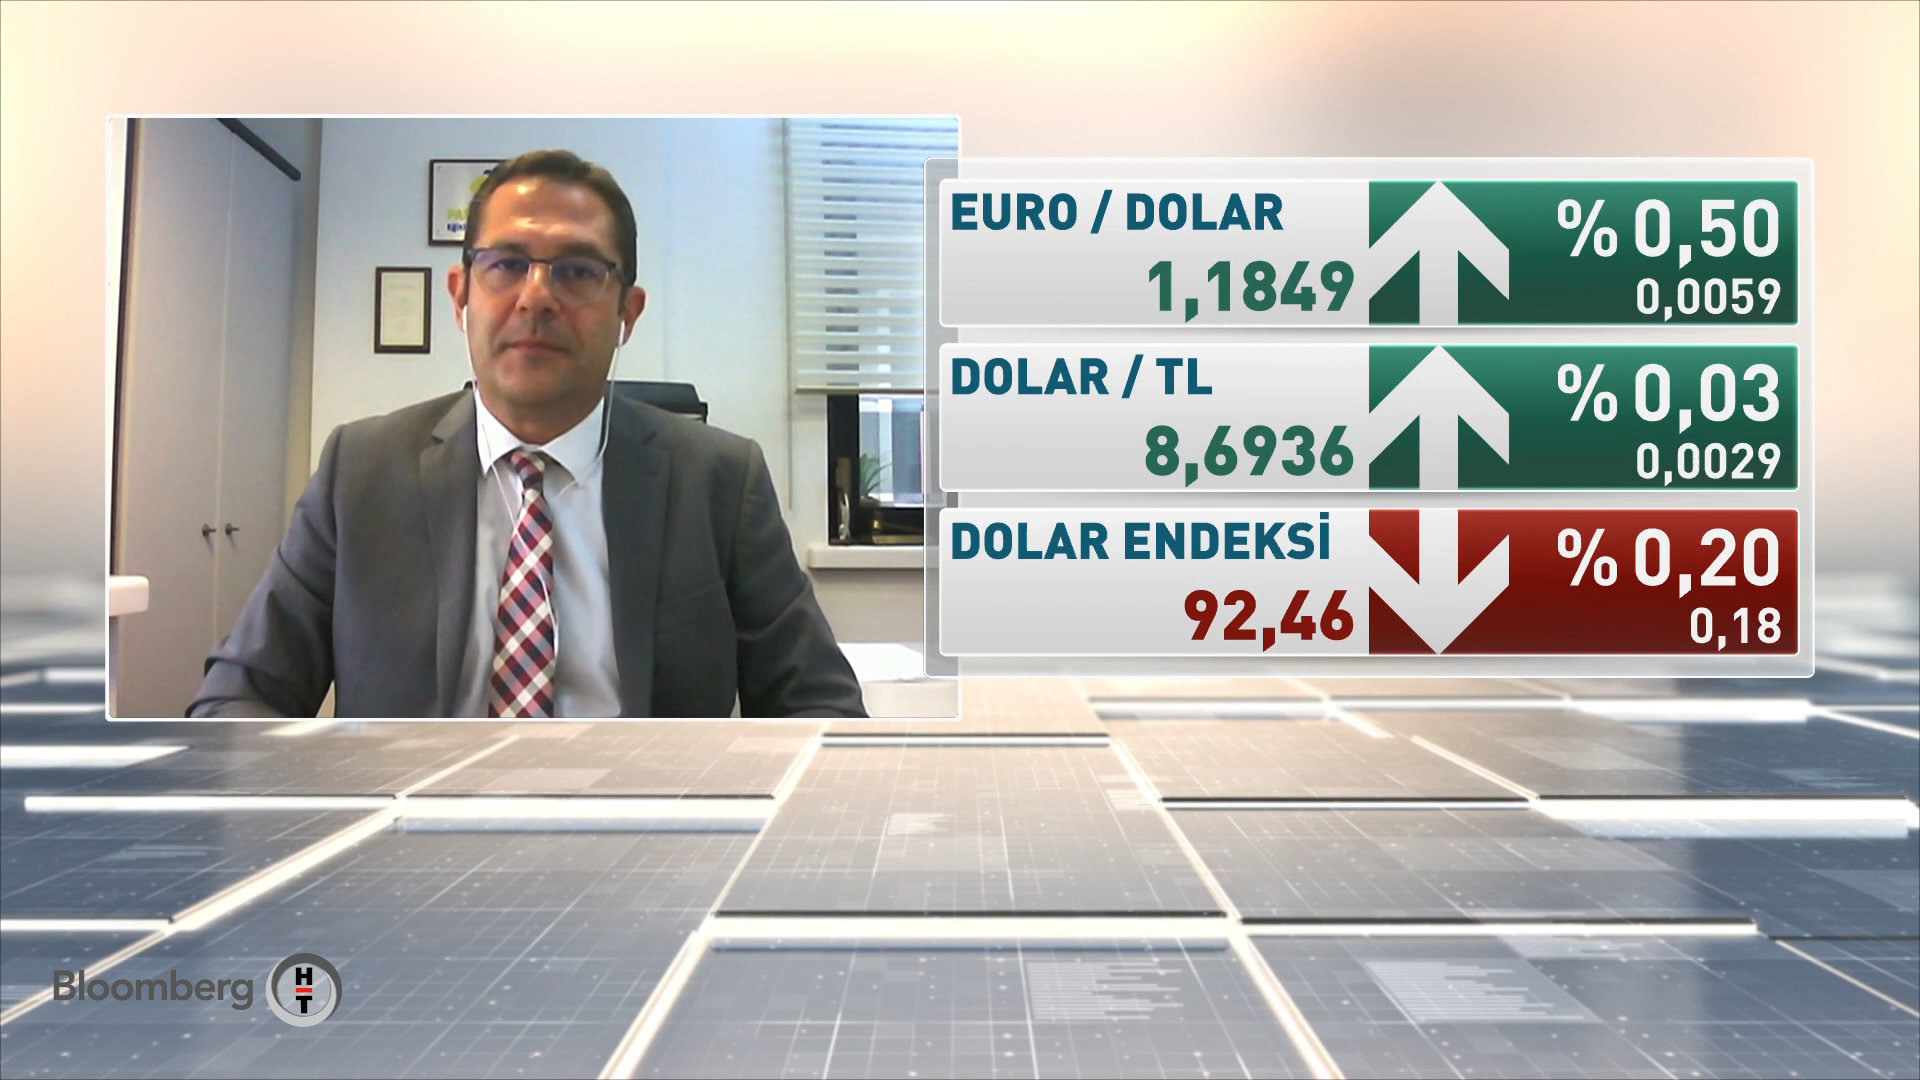 EURO / DOLAR
1,1849
% 0,50
0,0059
DOLAR / TL
8,6936
% 0,03
0,0029
DOLAR ENDEKSİ
92,46
% 0,20
0,18
Bloomberg HT